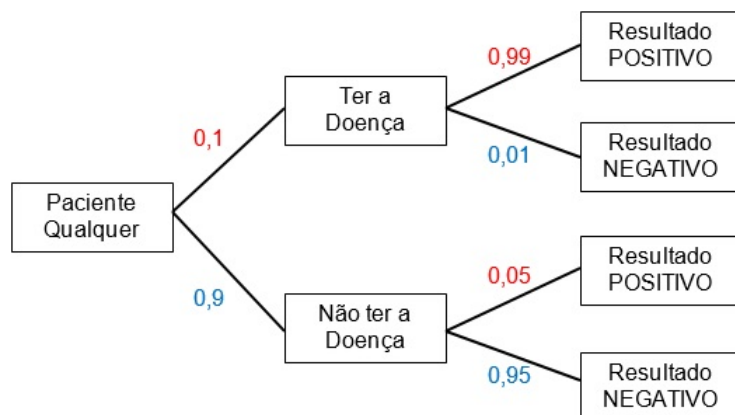 Resultado
POSITIVO
0,99
Ter a
Doença
0,1
0,01
Resultado
NEGATIVO
Paciente
Qualquer
Resultado
POSITIVO
0,05
0,9
Não ter a
Doença
0,95
Resultado
NEGATIVO